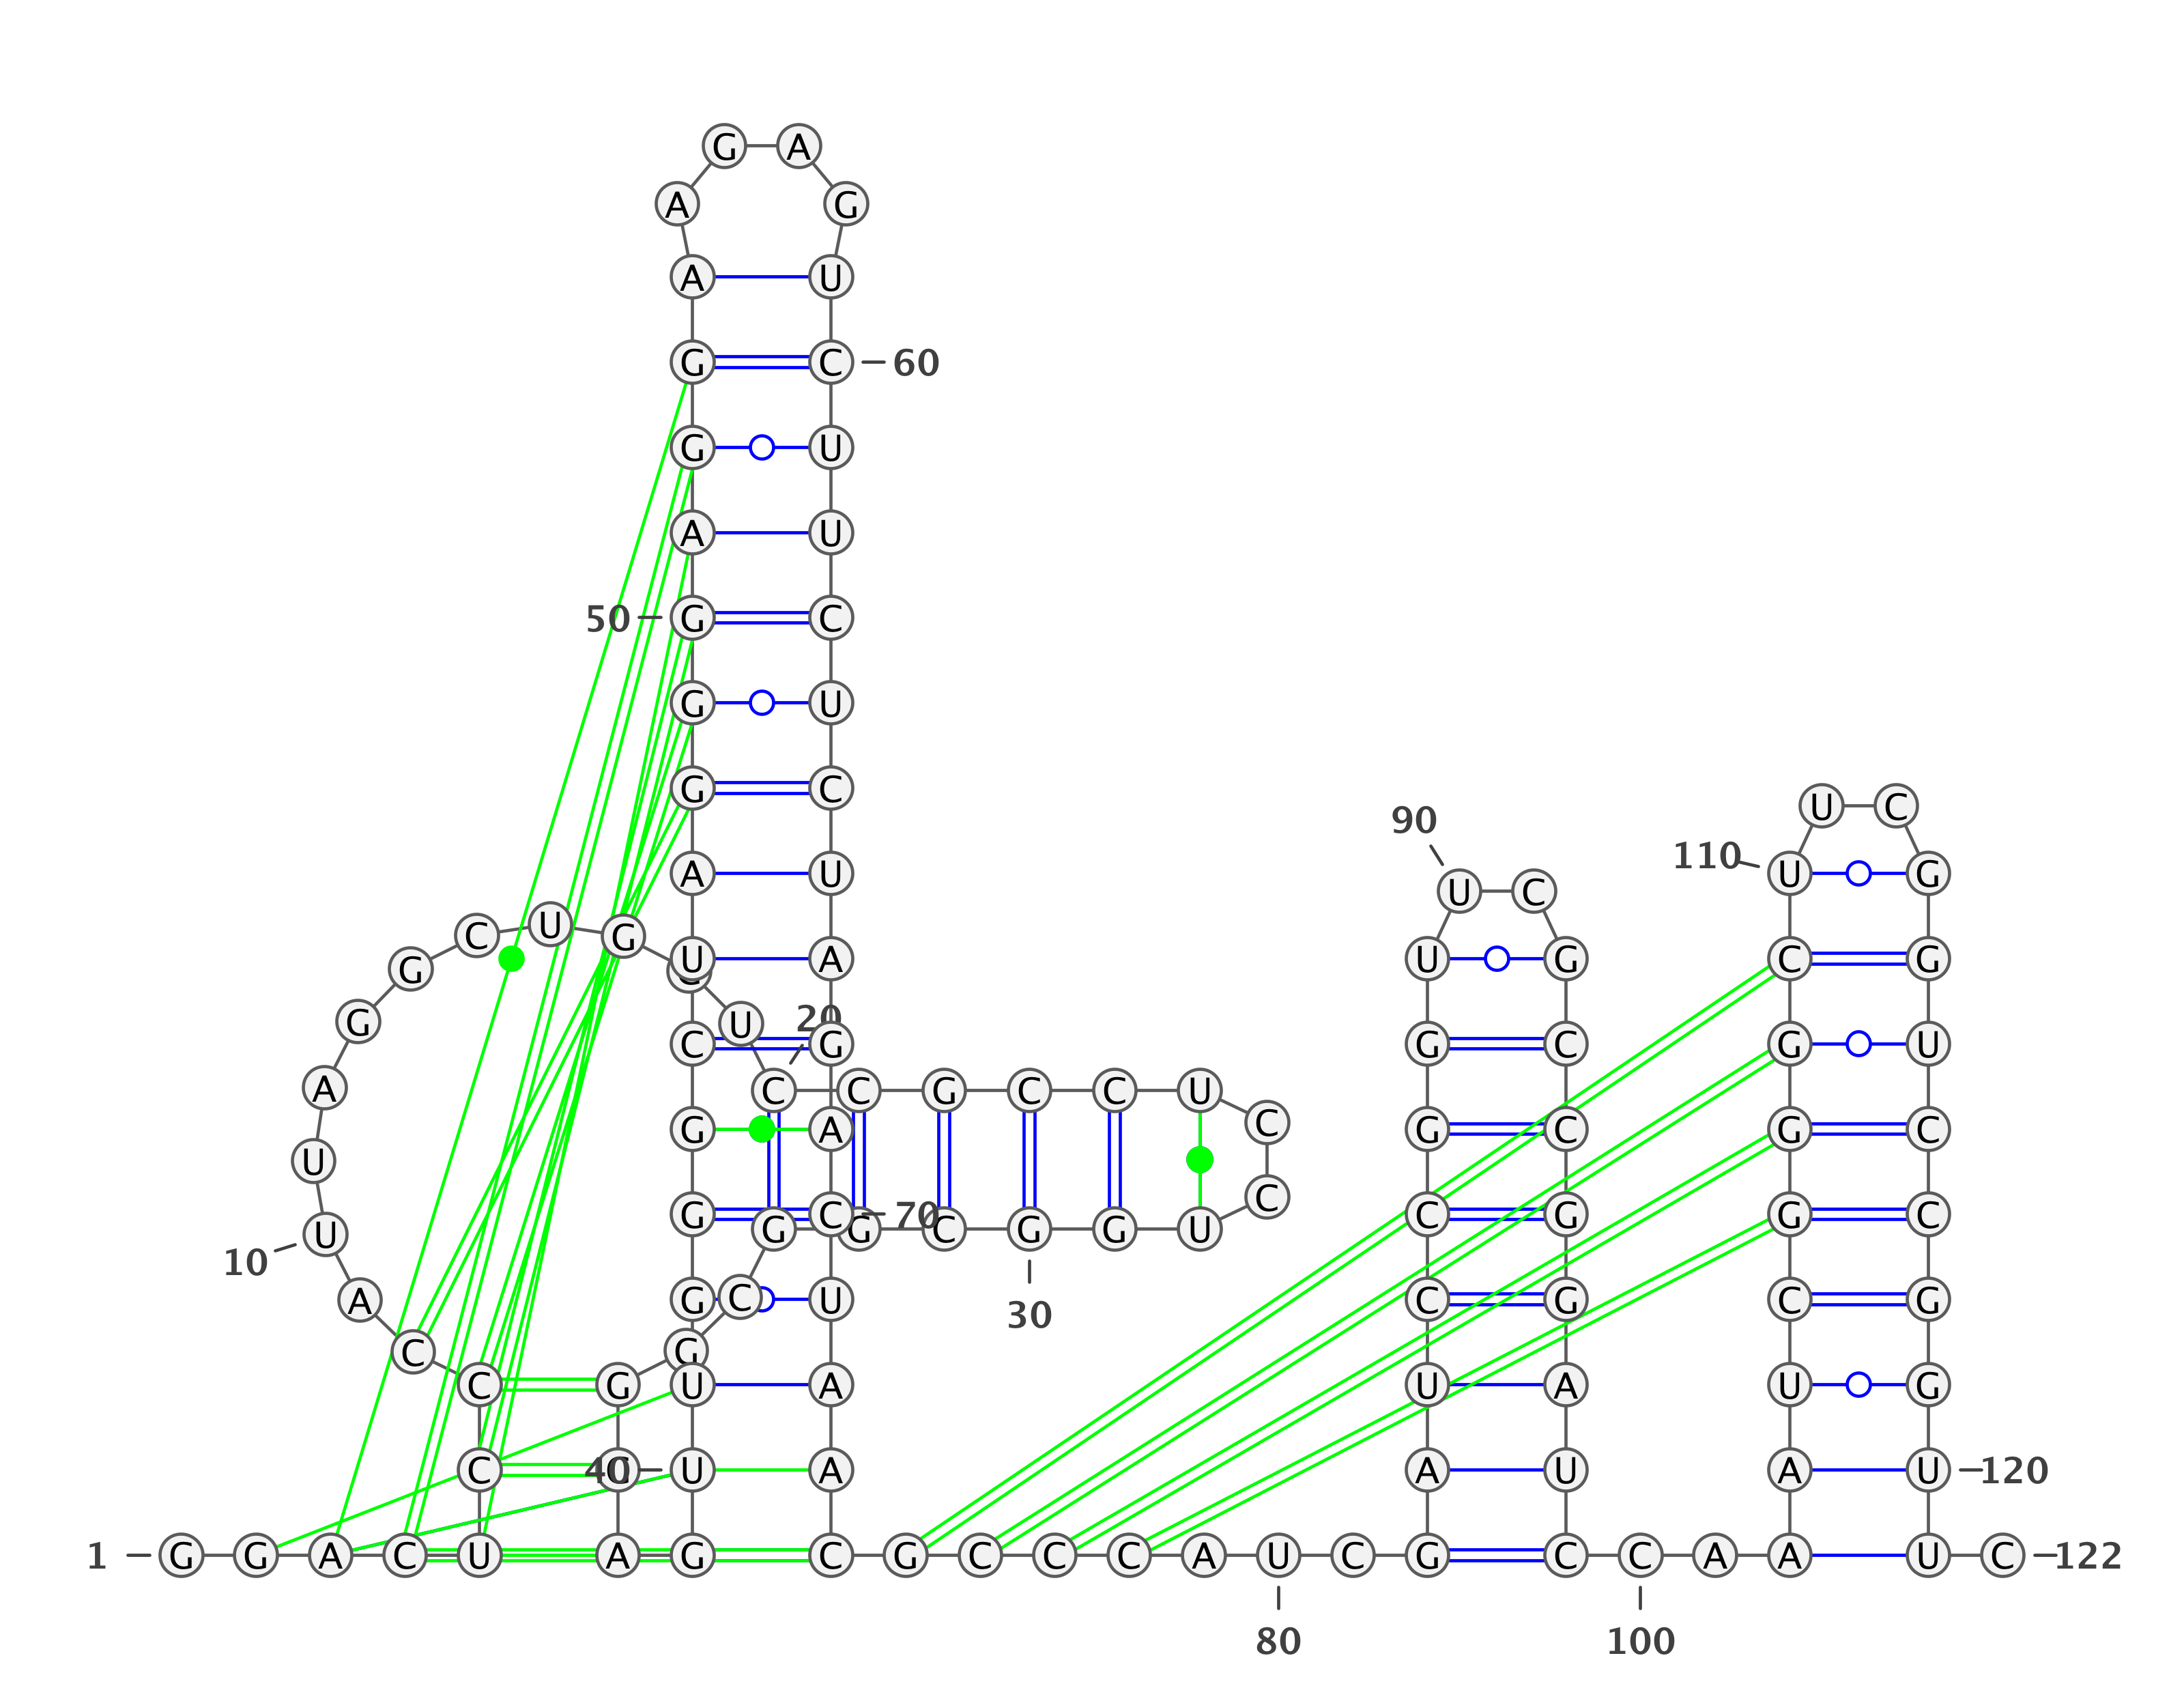 G A
A G
A U
G C 60
G U
A U
50 G C
G U
G C
U C
90
110
A U U G
U C
C U G
U A U G C G
G
G U 20
C G G C G U
A C C G C C U
C
G A G C G C
U
C
G C 70 C G G C
U G G C G G U
10
A G C U C G C G
30
C G
C G U A U A U G
C 40 U A A U A U 120
1 G G A C U A G C G C C C A U C G C C A A U C 122
80 100